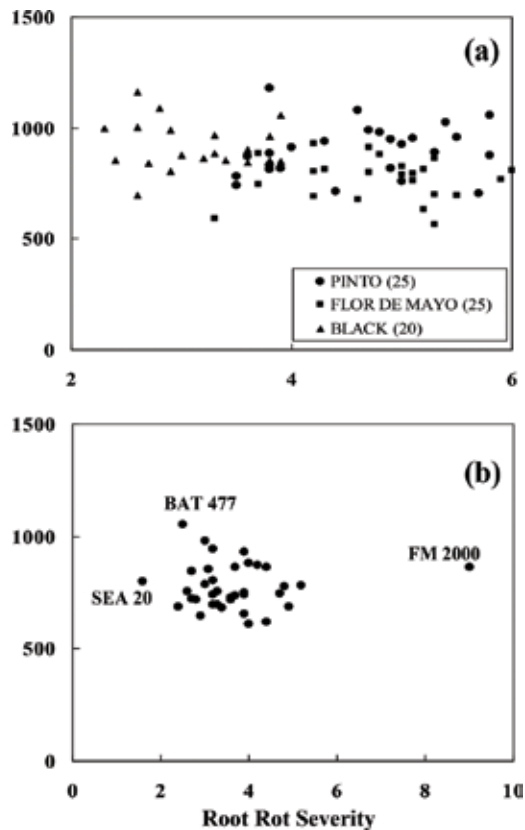 1500
(a)
1000
500
PINTO (25)
FLOR DE MAYO (25)
BLACK (20)
0
2 4 6
1500
(b)
BAT 477
1000
FM 2000
SEA 20
500
0
0 2 4 6 8 10
Root Rot Severity